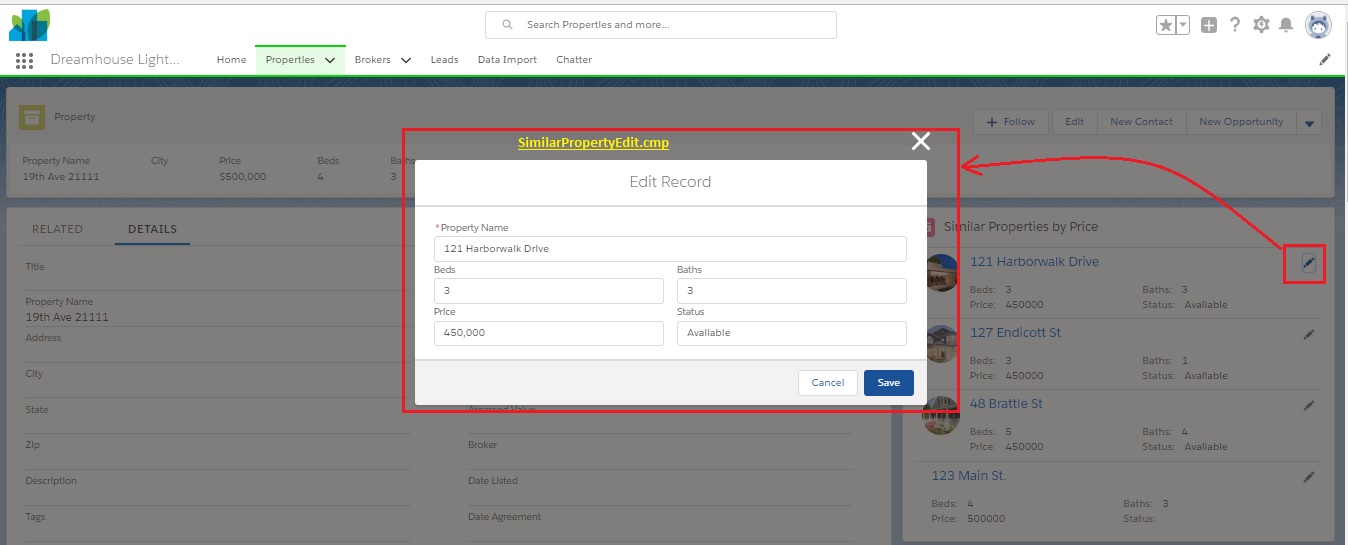 Search Properties and more...
Dreamhouse Light...
Home Properties Brokers Leads Data Import Chatter
Property
+ Follow Edit New Contact New Opportunity
Property Name City Price Beds Baths
19th Ave 21111 $500,000 4 3
SimilarPropertyEdit.cmp
Edit Record
*Property Name
121 Harborwalk Drive
Beds Baths
3 3
Price Status
450,000 Available
Cancel Save
RELATED DETAILS
Title
Property Name
19th Ave 21111
Address
City
State Assessed Value
Zip Broker
Description Date Listed
Tags Date Agreement
Similar Properties by Price
121 Harborwalk Drive
Beds: 3 Baths: 3
Price: 450000 Status: Available
127 Endicott St
Beds: 3 Baths: 1
Price: 450000 Status: Available
48 Brattle St
Beds: 5 Baths: 4
Price: 450000 Status: Available
123 Main St.
Beds: 4 Baths: 3
Price: 500000 Status: